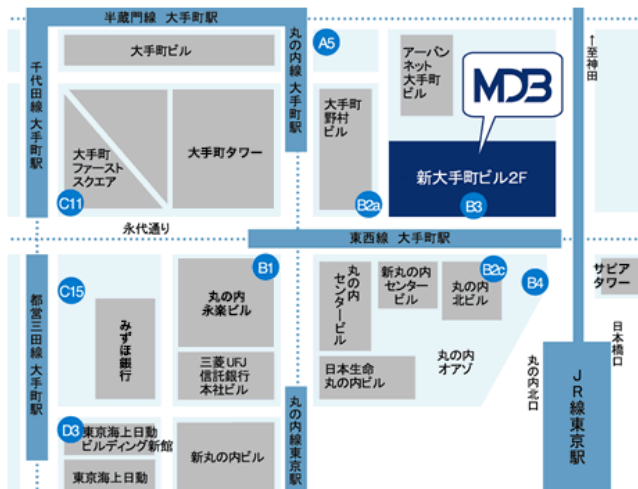 半蔵門線 大手町駅
大手町ビル
A5
アーバン
ネット
大手町
ビル
MDB
↑至神田
千代田線 大手町駅
丸の内線 大手町駅
大手町
ファースト
スクエア
大手町タワー
大手町
野村
ビル
新大手町ビル2F
C11
B2a
B3
永代通り
東西線 大手町駅
都営三田線 大手町駅
C15
B1
丸の内
永楽ビル
丸の内
センタービル
新丸の内
センター
ビル
B2c
丸の内
北ビル
B4
サピア
タワー
みずほ銀行
三菱UFJ
信託銀行
本社ビル
日本生命
丸の内ビル
丸の内
オアゾ
丸の内北口
日本橋口
JR線東京駅
丸の内線東京駅
D3
東京海上日動
ビルディング新館
新丸の内ビル
東京海上日動